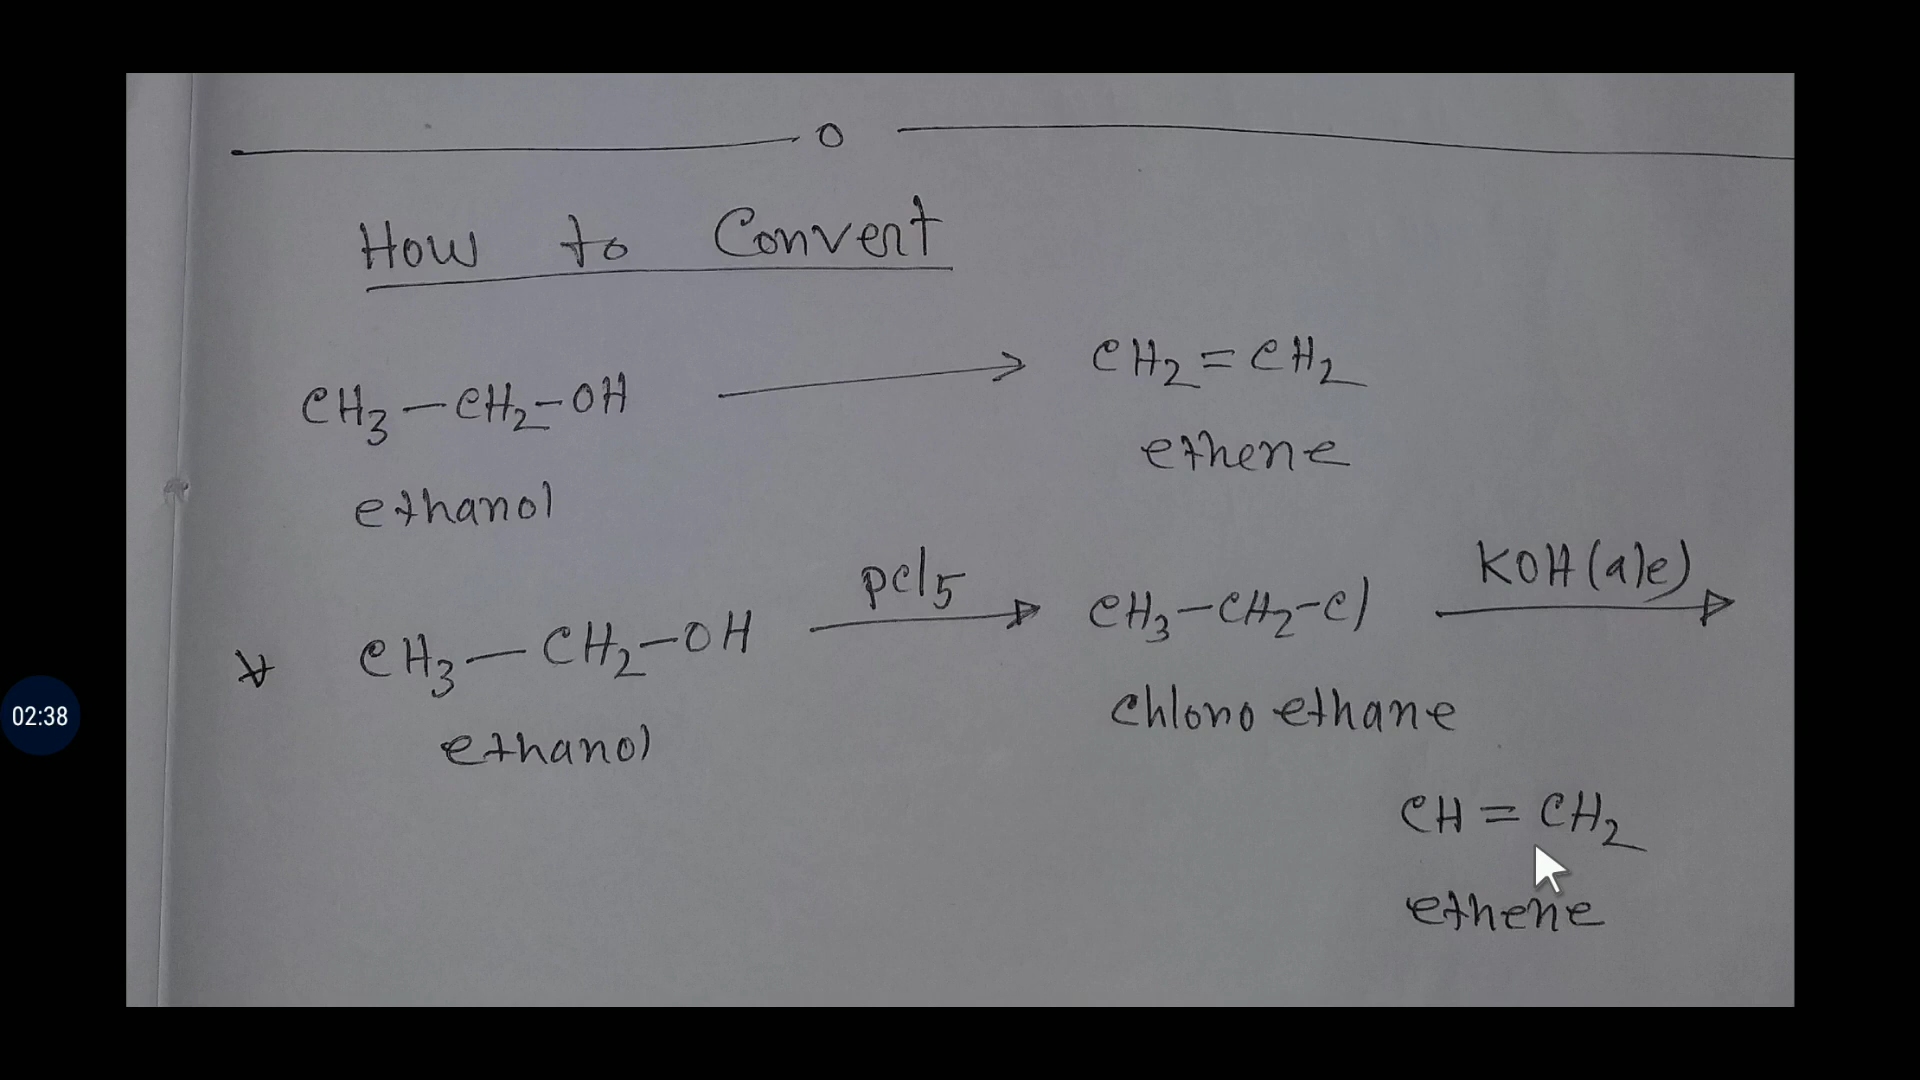 How to Convert
CH3-CH2-OH → CH2=CH2
ethanol ethene
CH3-CH2-OH pcl5 → CH3-CH2-Cl KOH(alc) →
ethanol chloro ethane
CH=CH2
ethene
02:38